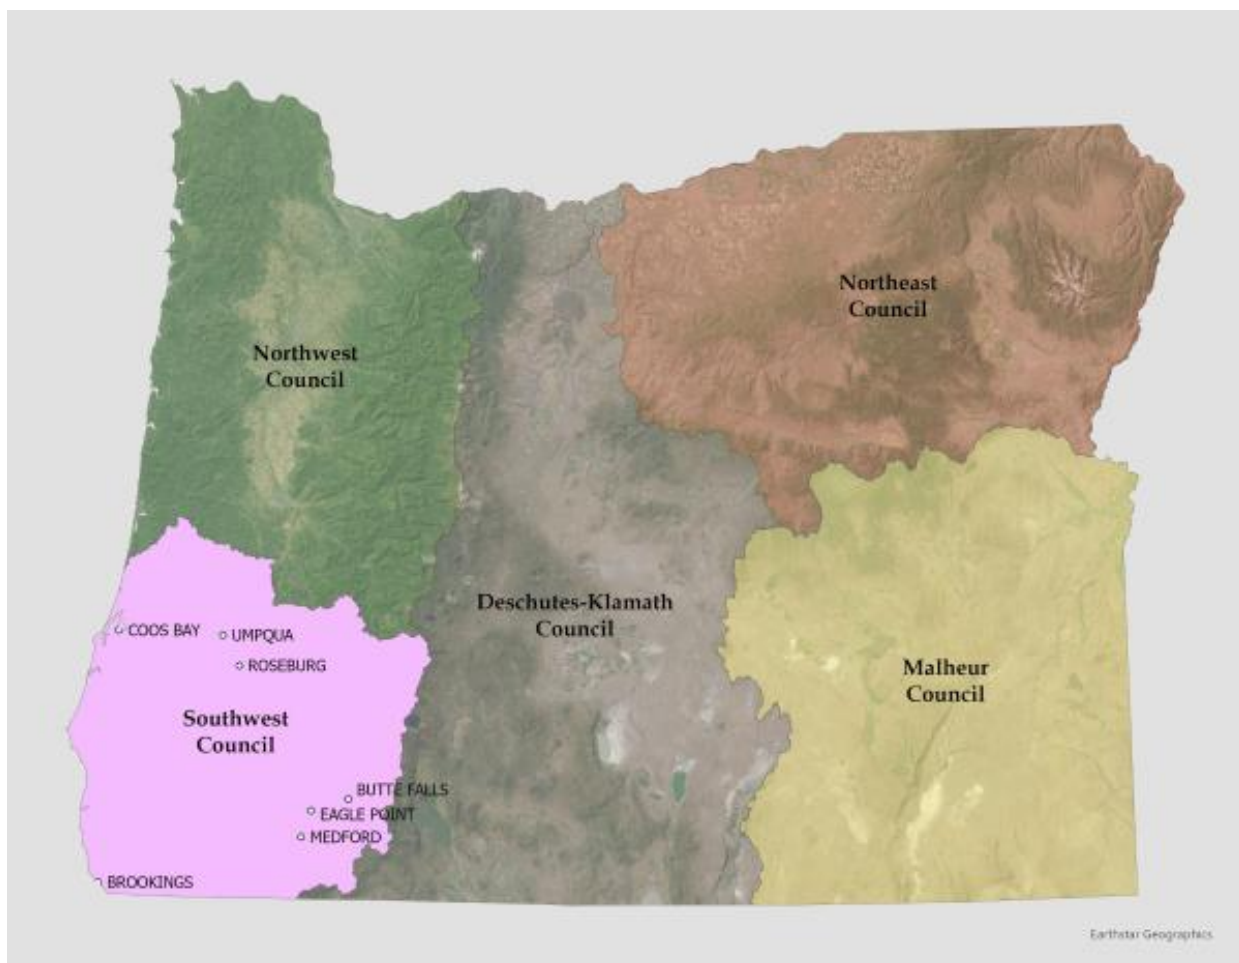 Northeast
Council
Northwest
Council
Deschutes-Klamath
Council
COOS BAY
UMPQUA
ROSEBURG
Malheur
Council
Southwest
Council
BUTTE FALLS
EAGLE POINT
MEDFORD
BROOKINGS
Earthstar Geographics